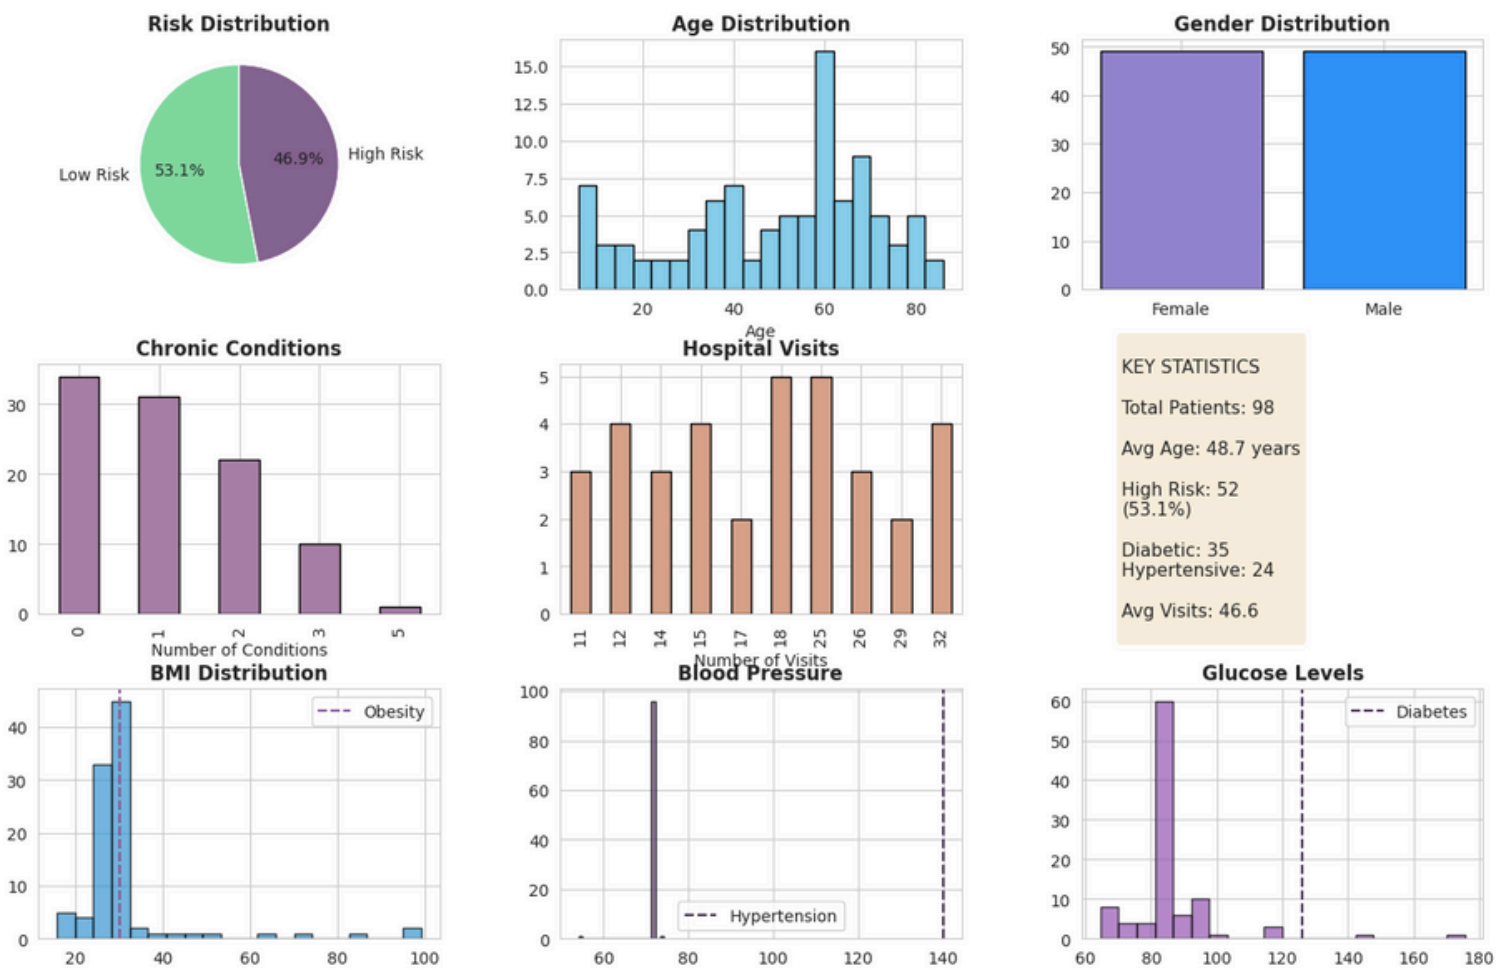 Risk Distribution
Low Risk
53.1%
46.9%
High Risk
Age Distribution
15.0
12.5
10.0
7.5
5.0
2.5
0.0
20 40 60 80
Age
Gender Distribution
50
40
30
20
10
0
Female Male
Chronic Conditions
30
20
10
0
0 1 2 3 5
Number of Conditions
Hospital Visits
5
4
3
2
1
0
11 12 14 15 17 18 25 26 29 32
Number of Visits
KEY STATISTICS
Total Patients: 98
Avg Age: 48.7 years
High Risk: 52
(53.1%)
Diabetic: 35
Hypertensive: 24
Avg Visits: 46.6
BMI Distribution
Obesity
40
30
20
10
0
20 40 60 80 100
Blood Pressure
100
80
60
40
20
0
Hypertension
60 80 100 120 140
Glucose Levels
Diabetes
60
50
40
30
20
10
0
60 80 100 120 140 160 180